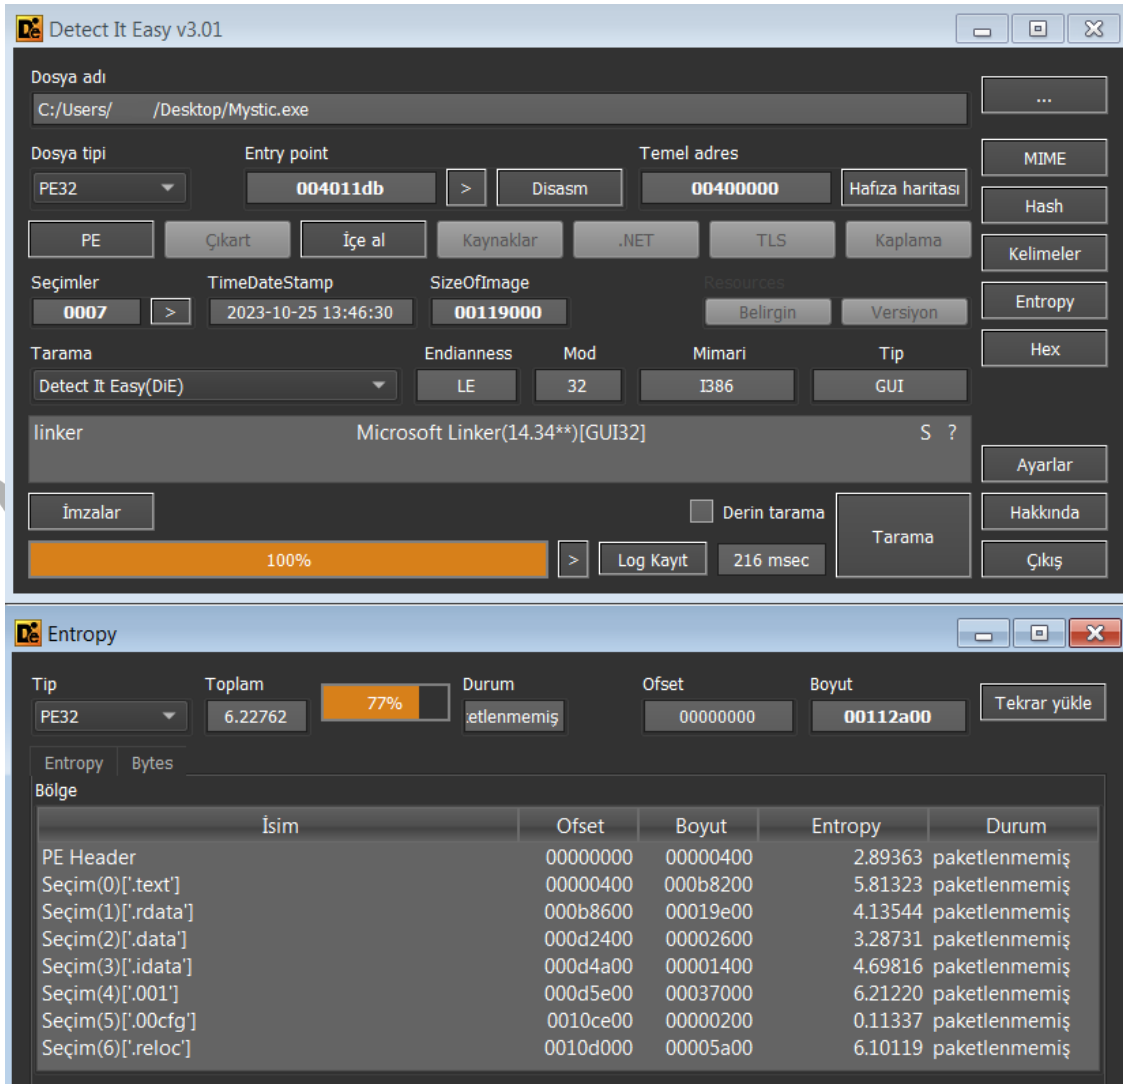 Detect It Easy v3.01
Dosya adı
C:/Users/ /Desktop/Mystic.exe
...
Dosya tipi Entry point Temel adres
MIME
PE32 004011db > Disasm 00400000 Hafıza haritası
Hash
PE Çıkart İçe al Kaynaklar .NET TLS Kaplama
Kelimeler
Seçimler TimeDateStamp SizeOfImage Resources
0007 > 2023-10-25 13:46:30 00119000 Belirgin Versiyon
Entropy
Tarama Endianness Mod Mimari Tip
Hex
Detect It Easy(DiE) LE 32 I386 GUI
linker Microsoft Linker(14.34**)[GUI32] S ?
Ayarlar
İmzalar Derin tarama Tarama Hakkında
100% > Log Kayıt 216 msec Çıkış
Entropy
Tip Toplam Durum Ofset Boyut
PE32 6.22762 77% etlenmemiş 00000000 00112a00 Tekrar yükle
Entropy Bytes
Bölge
İsim Ofset Boyut Entropy Durum
PE Header 00000000 00000400 2.89363 paketlenmemiş
Seçim(0)['.text'] 00000400 000b8200 5.81323 paketlenmemiş
Seçim(1)['.rdata'] 000b8600 00019e00 4.13544 paketlenmemiş
Seçim(2)['.data'] 000d2400 00002600 3.28731 paketlenmemiş
Seçim(3)['.idata'] 000d4a00 00001400 4.69816 paketlenmemiş
Seçim(4)['.001'] 000d5e00 00037000 6.21220 paketlenmemiş
Seçim(5)['.00cfg'] 0010ce00 00000200 0.11337 paketlenmemiş
Seçim(6)['.reloc'] 0010d000 00005a00 6.10119 paketlenmemiş